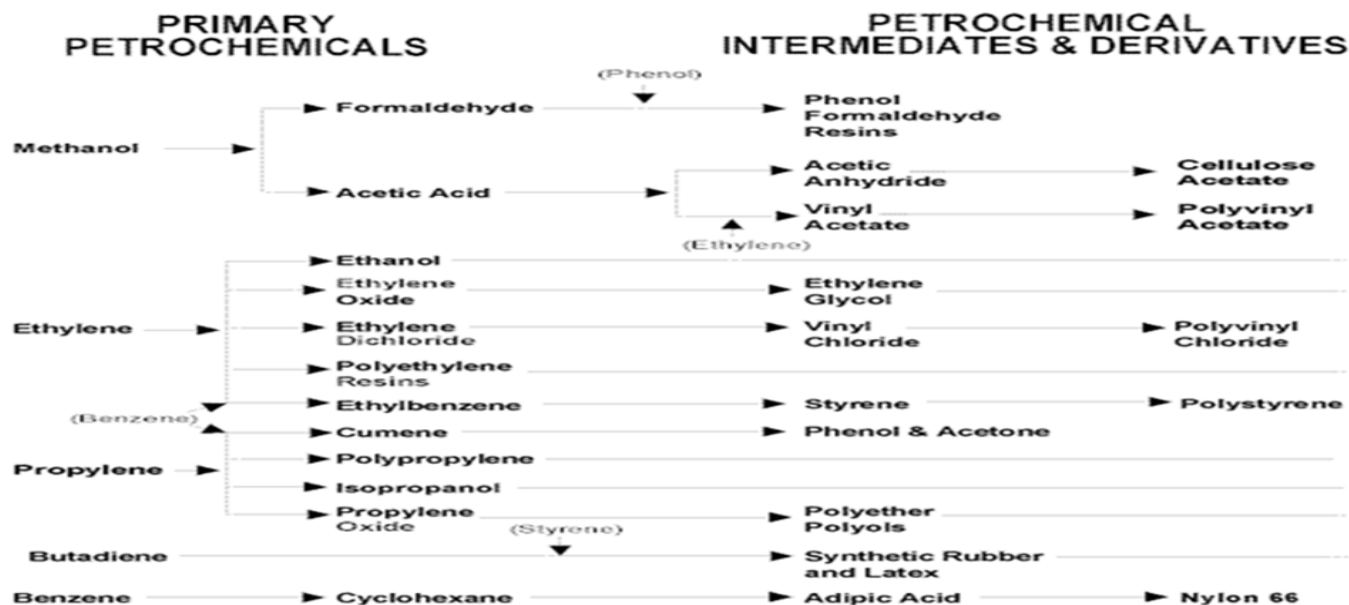 PRIMARY
PETROCHEMICALS
PETROCHEMICAL
INTERMEDIATES & DERIVATIVES
(Phenol)
Formaldehyde
Phenol
Formaldehyde
Resins
Methanol
Acetic Acid
Acetic
Anhydride
Cellulose
Acetate
Vinyl
Acetate
Polyvinyl
Acetate
(Ethylene)
Ethanol
Ethylene
Oxide
Ethylene
Glycol
Ethylene
Ethylene
Dichloride
Vinyl
Chloride
Polyvinyl
Chloride
Polyethylene
Resins
(Benzene)
Ethylbenzene
Styrene
Polystyrene
Cumene
Phenol & Acetone
Propylene
Polypropylene
Isopropanol
Propylene
Oxide
(Styrene)
Polyether
Polyols
Butadiene
Synthetic Rubber
and Latex
Benzene
Cyclohexane
Adipic Acid
Nylon 66